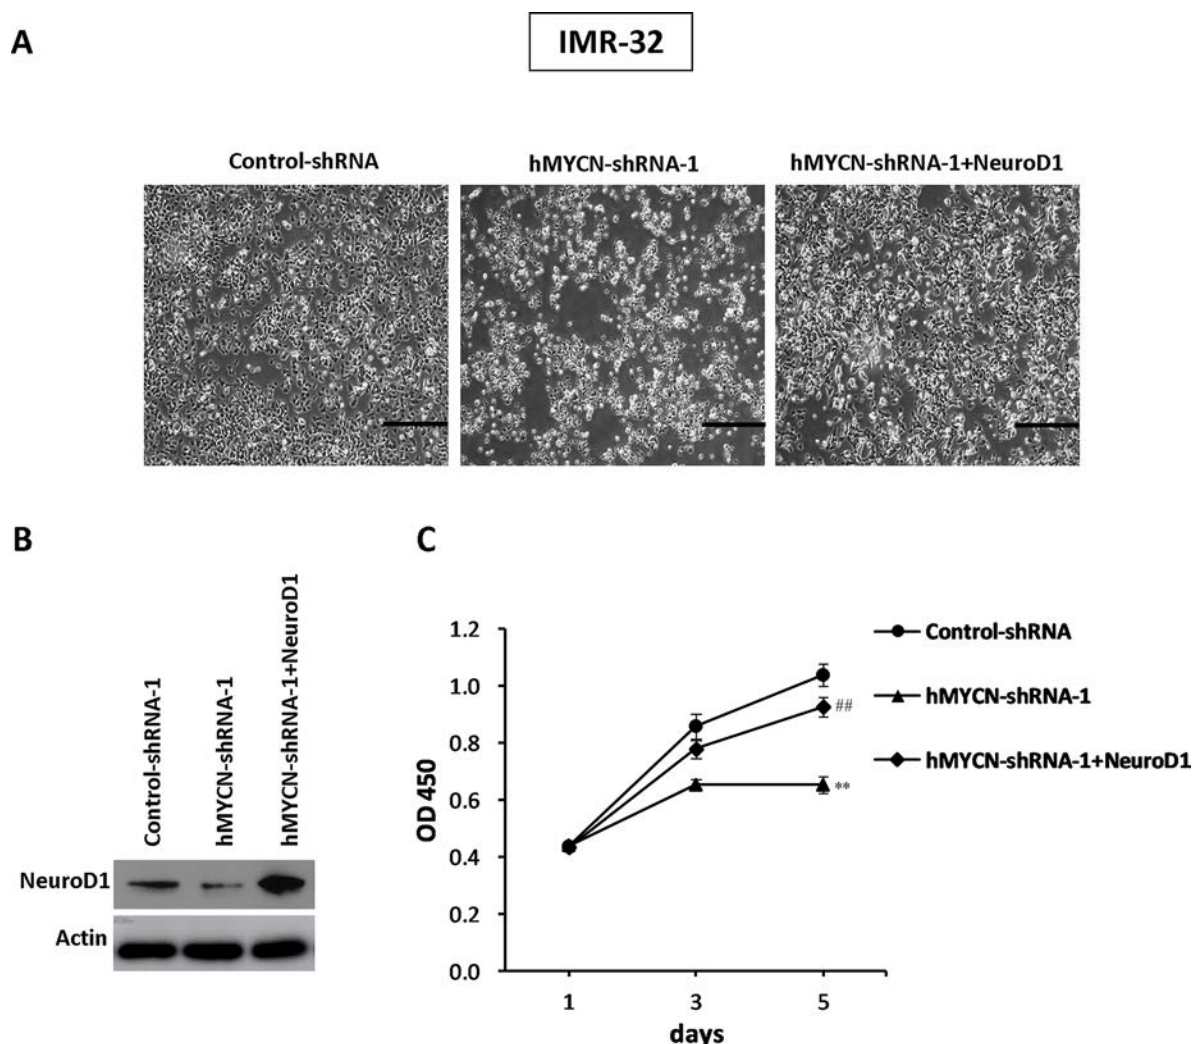 A
IMR-32
Control-shRNA
hMYCN-shRNA-1
hMYCN-shRNA-1+NeuroD1
B
Control-shRNA-1
hMYCN-shRNA-1
hMYCN-shRNA-1+NeuroD1
NeuroD1
Actin
C
OD 450
1.2
1.0
0.8
0.6
0.4
0.2
0.0
1 3 5
days
##
**
Control-shRNA
hMYCN-shRNA-1
hMYCN-shRNA-1+NeuroD1